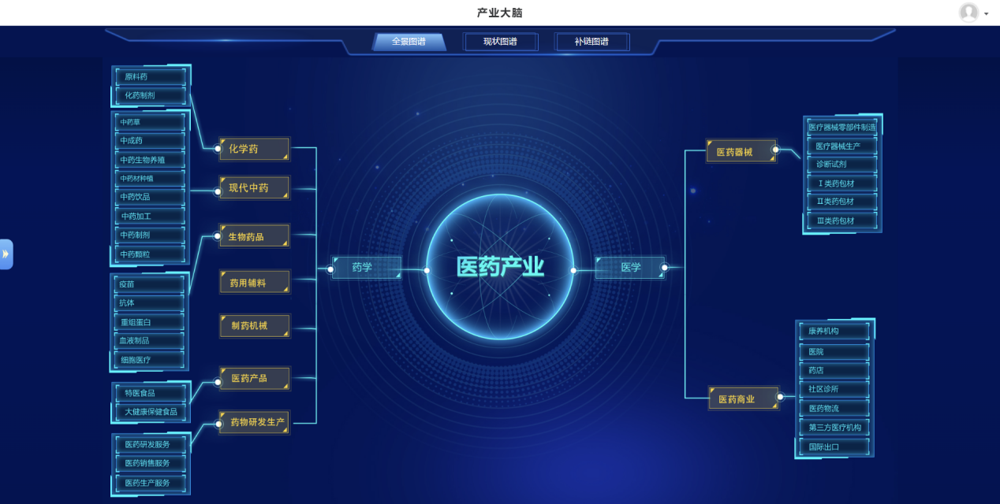 产业大脑
全景图谱
现状图谱
补链图谱
原料药
化药制剂
中药草
中成药
中药生物养殖
中药材种植
中药饮品
中药加工
中药制剂
中药颗粒
疫苗
抗体
重组蛋白
血液制品
细胞医疗
特医食品
大健康保健食品
医药研发服务
医药销售服务
医药生产服务
化学药
现代中药
生物药品
药用辅料
制药机械
医药产品
药物研发生产
药学
医药产业
医学
医药器械
医药商业
医疗器械零部件制造
医疗器械生产
诊断试剂
Ⅰ类药包材
Ⅱ类药包材
Ⅲ类药包材
康养机构
医院
药店
社区诊所
医药物流
第三方医疗机构
国际出口